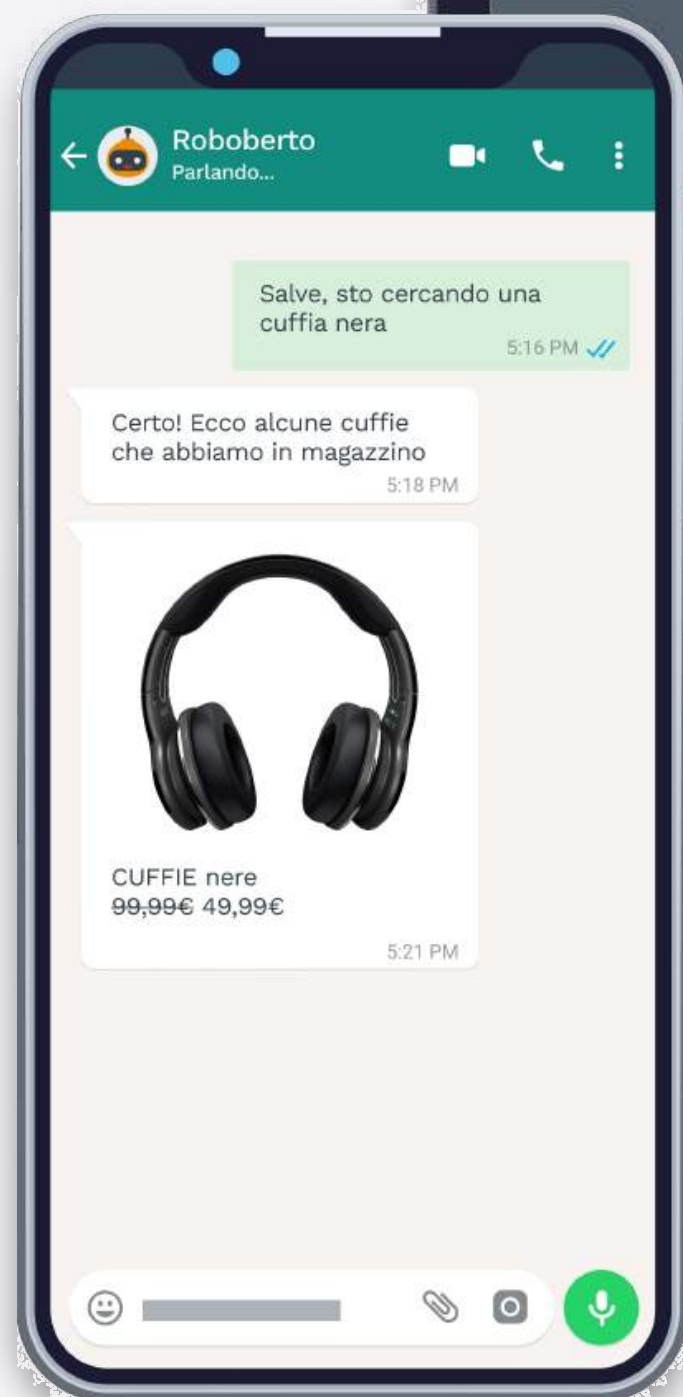 Roboberto
Parlando...
Salve, sto cercando una
cuffia nera
5:16 PM
Certo! Ecco alcune cuffie
che abbiamo in magazzino
5:18 PM
CUFFIE nere
99,99€ 49,99€
5:21 PM